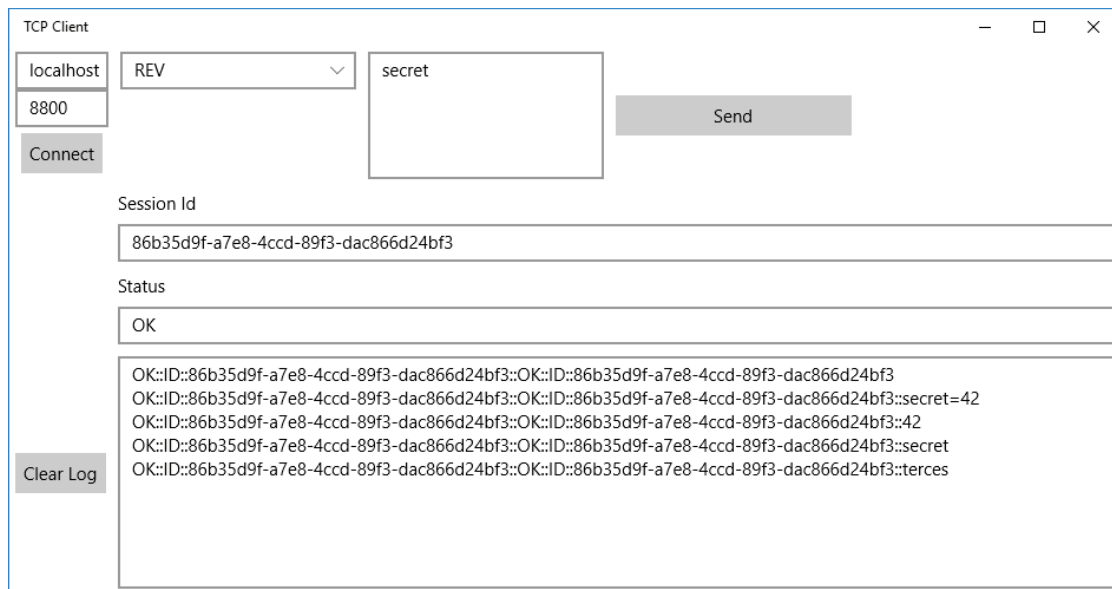 TCP Client
localhost
REV
secret
8800
Send
Connect
Session Id
86b35d9f-a7e8-4ccd-89f3-dac866d24bf3
Status
OK
OK::ID::86b35d9f-a7e8-4ccd-89f3-dac866d24bf3::OK::ID::86b35d9f-a7e8-4ccd-89f3-dac866d24bf3
OK::ID::86b35d9f-a7e8-4ccd-89f3-dac866d24bf3::OK::ID::86b35d9f-a7e8-4ccd-89f3-dac866d24bf3::secret=42
OK::ID::86b35d9f-a7e8-4ccd-89f3-dac866d24bf3::OK::ID::86b35d9f-a7e8-4ccd-89f3-dac866d24bf3::42
OK::ID::86b35d9f-a7e8-4ccd-89f3-dac866d24bf3::OK::ID::86b35d9f-a7e8-4ccd-89f3-dac866d24bf3::secret
OK::ID::86b35d9f-a7e8-4ccd-89f3-dac866d24bf3::OK::ID::86b35d9f-a7e8-4ccd-89f3-dac866d24bf3::terces
Clear Log